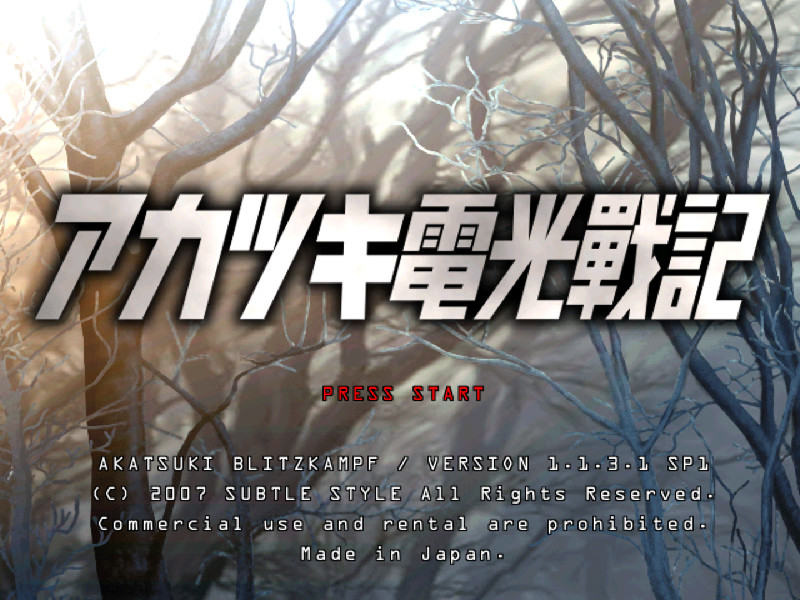 アカツキ電光戰記
PRESS START
AKATSUKI BLITZKAMPF / VERSION 1.1.3.1 SP1
(C) 2007 SUBTLE STYLE All Rights Reserved.
Commercial use and rental are prohibited.
Made in Japan.